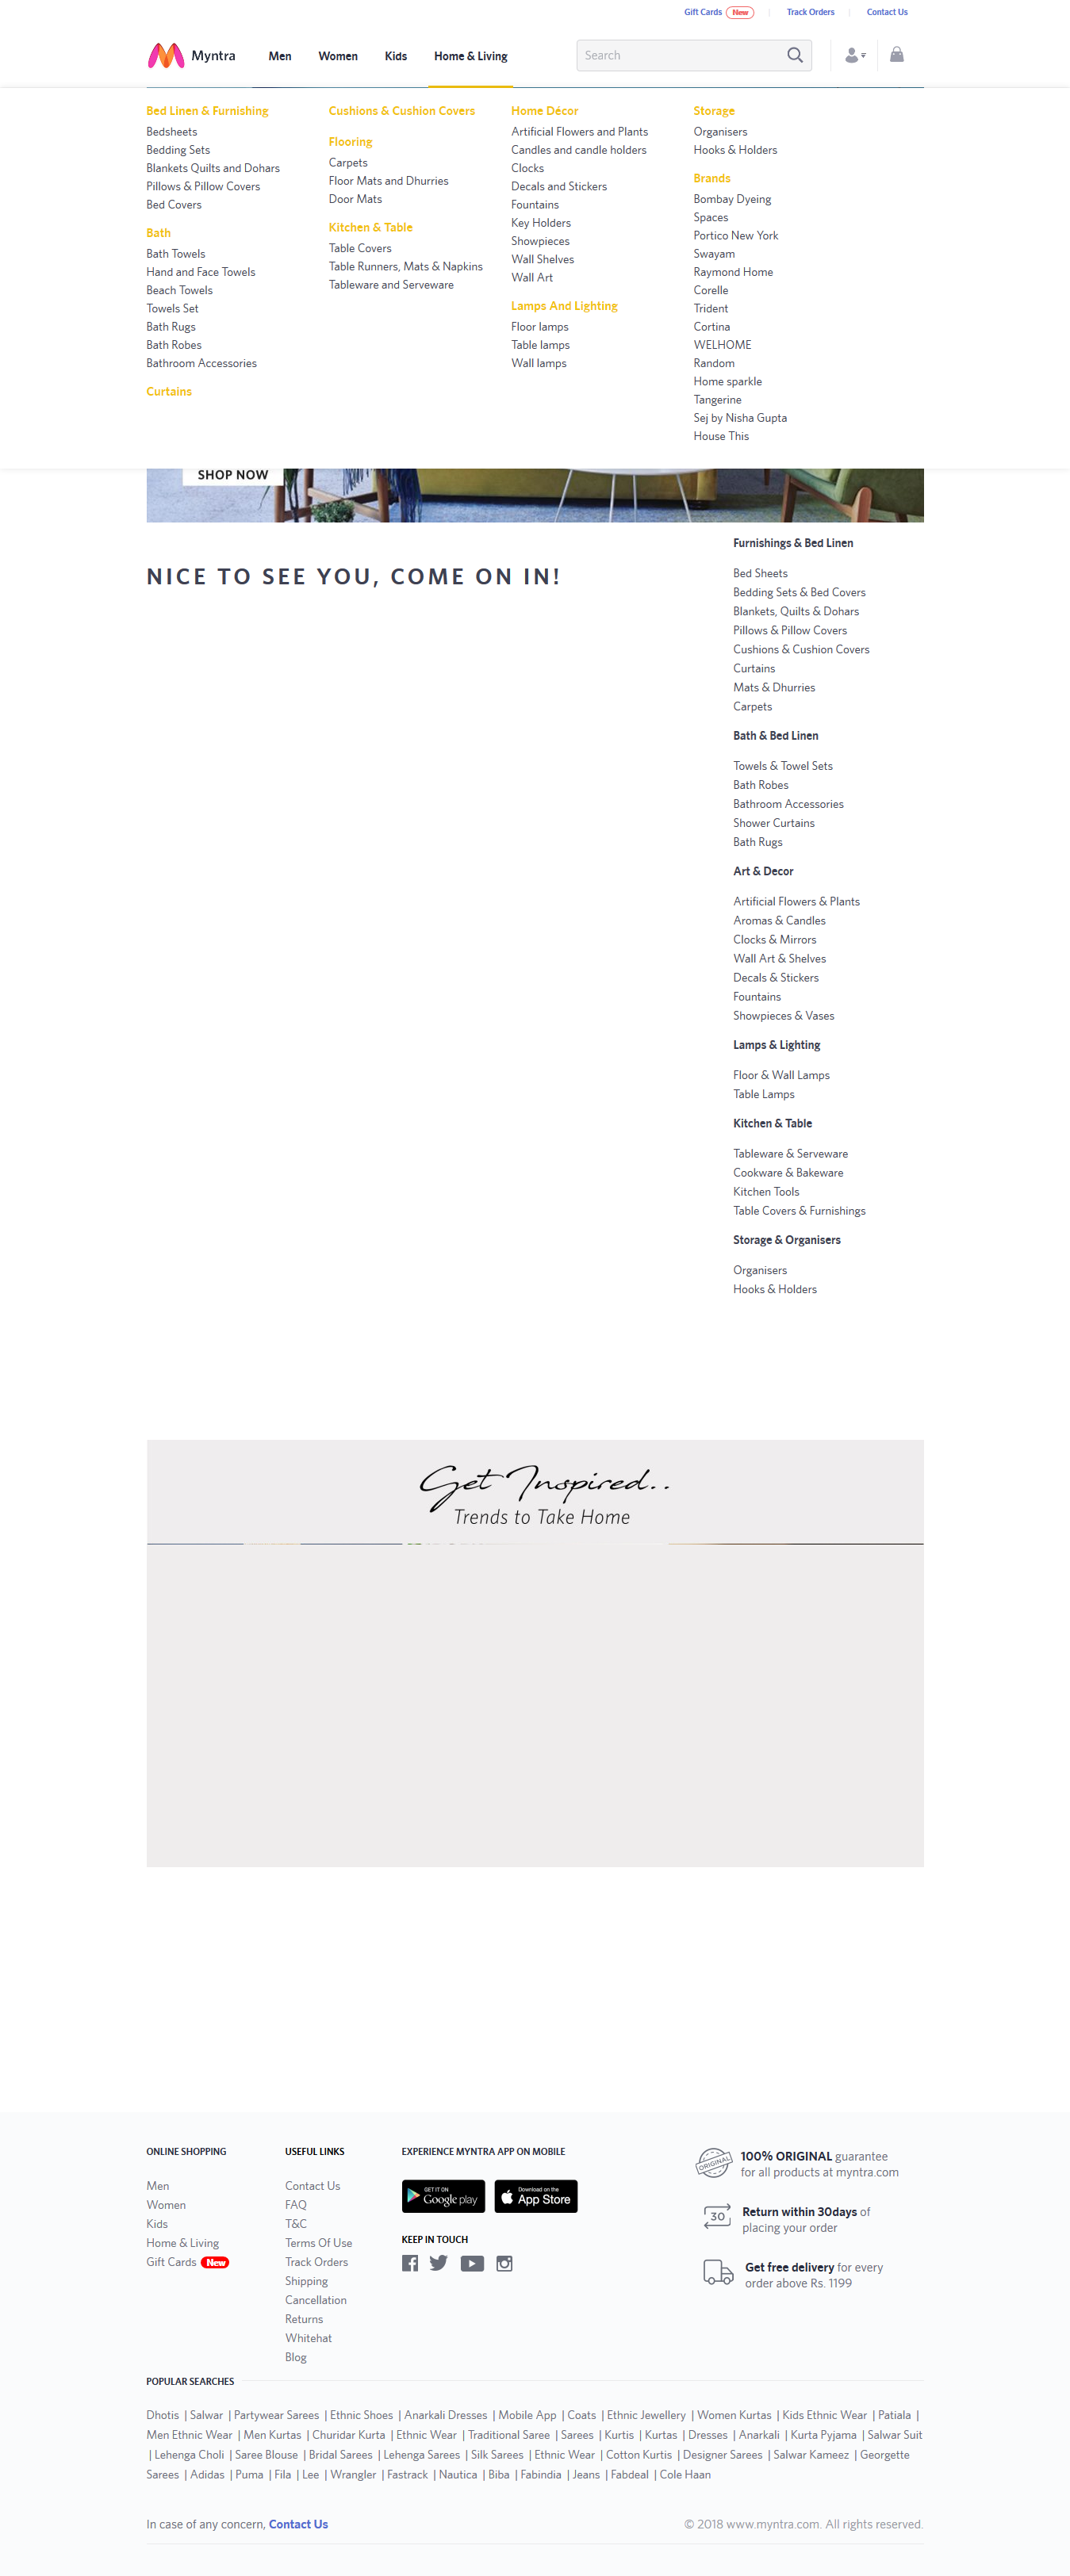 Gift Cards New Track Orders Contact Us
Myntra Men Women Kids Home & Living Search
Bed Linen & Furnishing
Bedsheets
Bedding Sets
Blankets Quilts and Dohars
Pillows & Pillow Covers
Bed Covers
Bath
Bath Towels
Hand and Face Towels
Beach Towels
Towels Set
Bath Rugs
Bath Robes
Bathroom Accessories
Curtains
Cushions & Cushion Covers
Flooring
Carpets
Floor Mats and Dhurries
Door Mats
Kitchen & Table
Table Covers
Table Runners, Mats & Napkins
Tableware and Serveware
Home Décor
Artificial Flowers and Plants
Candles and candle holders
Clocks
Decals and Stickers
Fountains
Key Holders
Showpieces
Wall Shelves
Wall Art
Lamps And Lighting
Floor lamps
Table lamps
Wall lamps
Storage
Organisers
Hooks & Holders
Brands
Bombay Dyeing
Spaces
Portico New York
Swayam
Raymond Home
Corelle
Trident
Cortina
WELHOME
Random
Home sparkle
Tangerine
Sej by Nisha Gupta
House This
SHOP NOW
NICE TO SEE YOU, COME ON IN!
Furnishings & Bed Linen
Bed Sheets
Bedding Sets & Bed Covers
Blankets, Quilts & Dohars
Pillows & Pillow Covers
Cushions & Cushion Covers
Curtains
Mats & Dhurries
Carpets
Bath & Bed Linen
Towels & Towel Sets
Bath Robes
Bathroom Accessories
Shower Curtains
Bath Rugs
Art & Decor
Artificial Flowers & Plants
Aromas & Candles
Clocks & Mirrors
Wall Art & Shelves
Decals & Stickers
Fountains
Showpieces & Vases
Lamps & Lighting
Floor & Wall Lamps
Table Lamps
Kitchen & Table
Tableware & Serveware
Cookware & Bakeware
Kitchen Tools
Table Covers & Furnishings
Storage & Organisers
Organisers
Hooks & Holders
Get Inspired..
Trends to Take Home
ONLINE SHOPPING
Men
Women
Kids
Home & Living
Gift Cards New
USEFUL LINKS
Contact Us
FAQ
T&C
Terms Of Use
Track Orders
Shipping
Cancellation
Returns
Whitehat
Blog
EXPERIENCE MYNTRA APP ON MOBILE
GET IT ON
Google play
Download on the
App Store
KEEP IN TOUCH
ORIGINAL
100% ORIGINAL guarantee
for all products at myntra.com
30
Return within 30days of
placing your order
Get free delivery for every
order above Rs. 1199
POPULAR SEARCHES
Dhotis | Salwar | Partywear Sarees | Ethnic Shoes | Anarkali Dresses | Mobile App | Coats | Ethnic Jewellery | Women Kurtas | Kids Ethnic Wear | Patiala |
Men Ethnic Wear | Men Kurtas | Churidar Kurta | Ethnic Wear | Traditional Saree | Sarees | Kurtis | Kurtas | Dresses | Anarkali | Kurta Pyjama | Salwar Suit
| Lehenga Choli | Saree Blouse | Bridal Sarees | Lehenga Sarees | Silk Sarees | Ethnic Wear | Cotton Kurtis | Designer Sarees | Salwar Kameez | Georgette
Sarees | Adidas | Puma | Fila | Lee | Wrangler | Fastrack | Nautica | Biba | Fabindia | Jeans | Fabdeal | Cole Haan
In case of any concern, Contact Us
© 2018 www.myntra.com. All rights reserved.